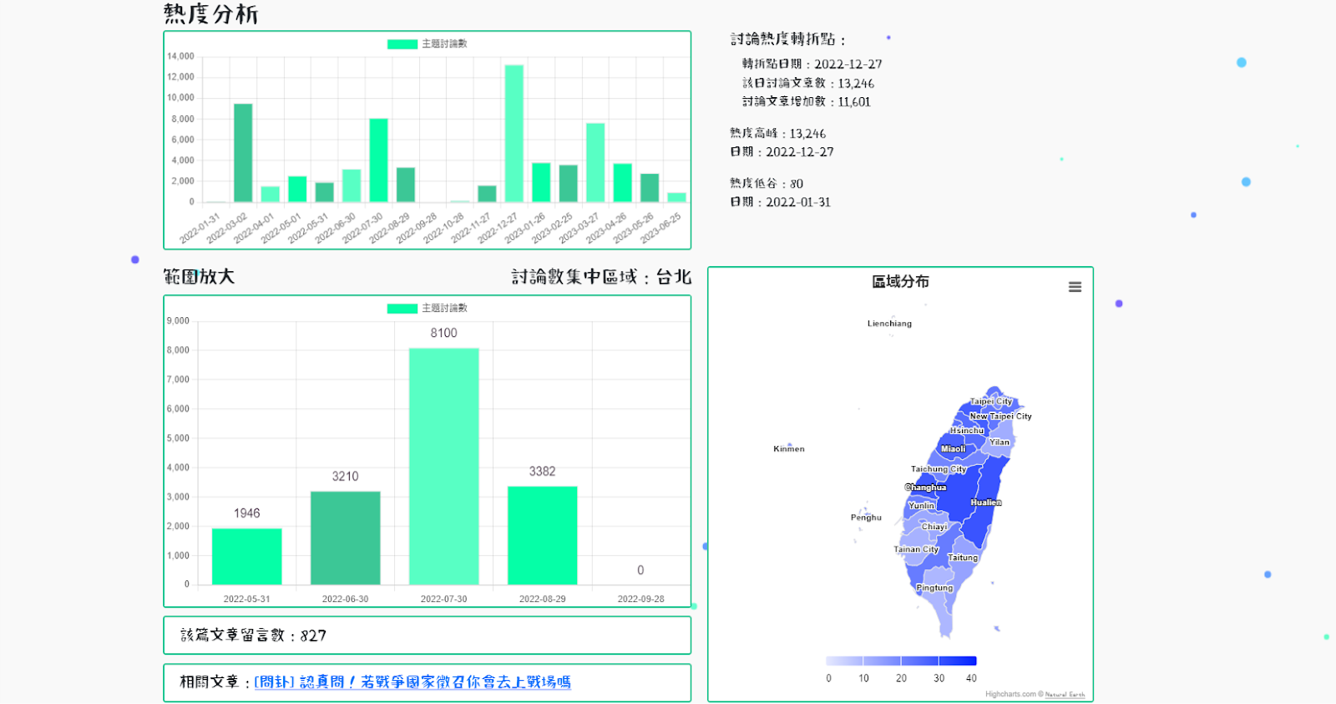 熱度分析
主題討論數
14,000
12,000
10,000
8,000
6,000
4,000
2,000
0
2022-01-31
2022-03-02
2022-04-01
2022-05-01
2022-05-31
2022-06-30
2022-07-30
2022-08-29
2022-09-28
2022-10-28
2022-11-27
2022-12-27
2023-01-26
2023-02-25
2023-03-27
2023-04-26
2023-05-26
2023-06-25
討論熱度轉折點：
轉折點日期：2022-12-27
該日討論文章數：13,246
討論文章增加數：11,601
熱度高峰：13,246
日期：2022-12-27
熱度低谷：80
日期：2022-01-31
範圍放大
討論數集中區域：台北
主題討論數
9,000
8,000
7,000
6,000
5,000
4,000
3,000
2,000
1,000
0
1946
3210
8100
3382
0
2022-05-31
2022-06-30
2022-07-30
2022-08-29
2022-09-28
該篇文章留言數：827
相關文章：[問卦] 認真問！若戰爭國家徵召你會去上戰場嗎
區域分布
Lienchiang
Taipei City
New Taipei City
Hsinchu
Yilan
Kinmen
Miaoli
Taichung City
Changhua
Hualien
Yunlin
Penghu
Chiayi
Tainan City
Taitung
Pingtung
0 10 20 30 40
Highcharts.com © Natural Earth